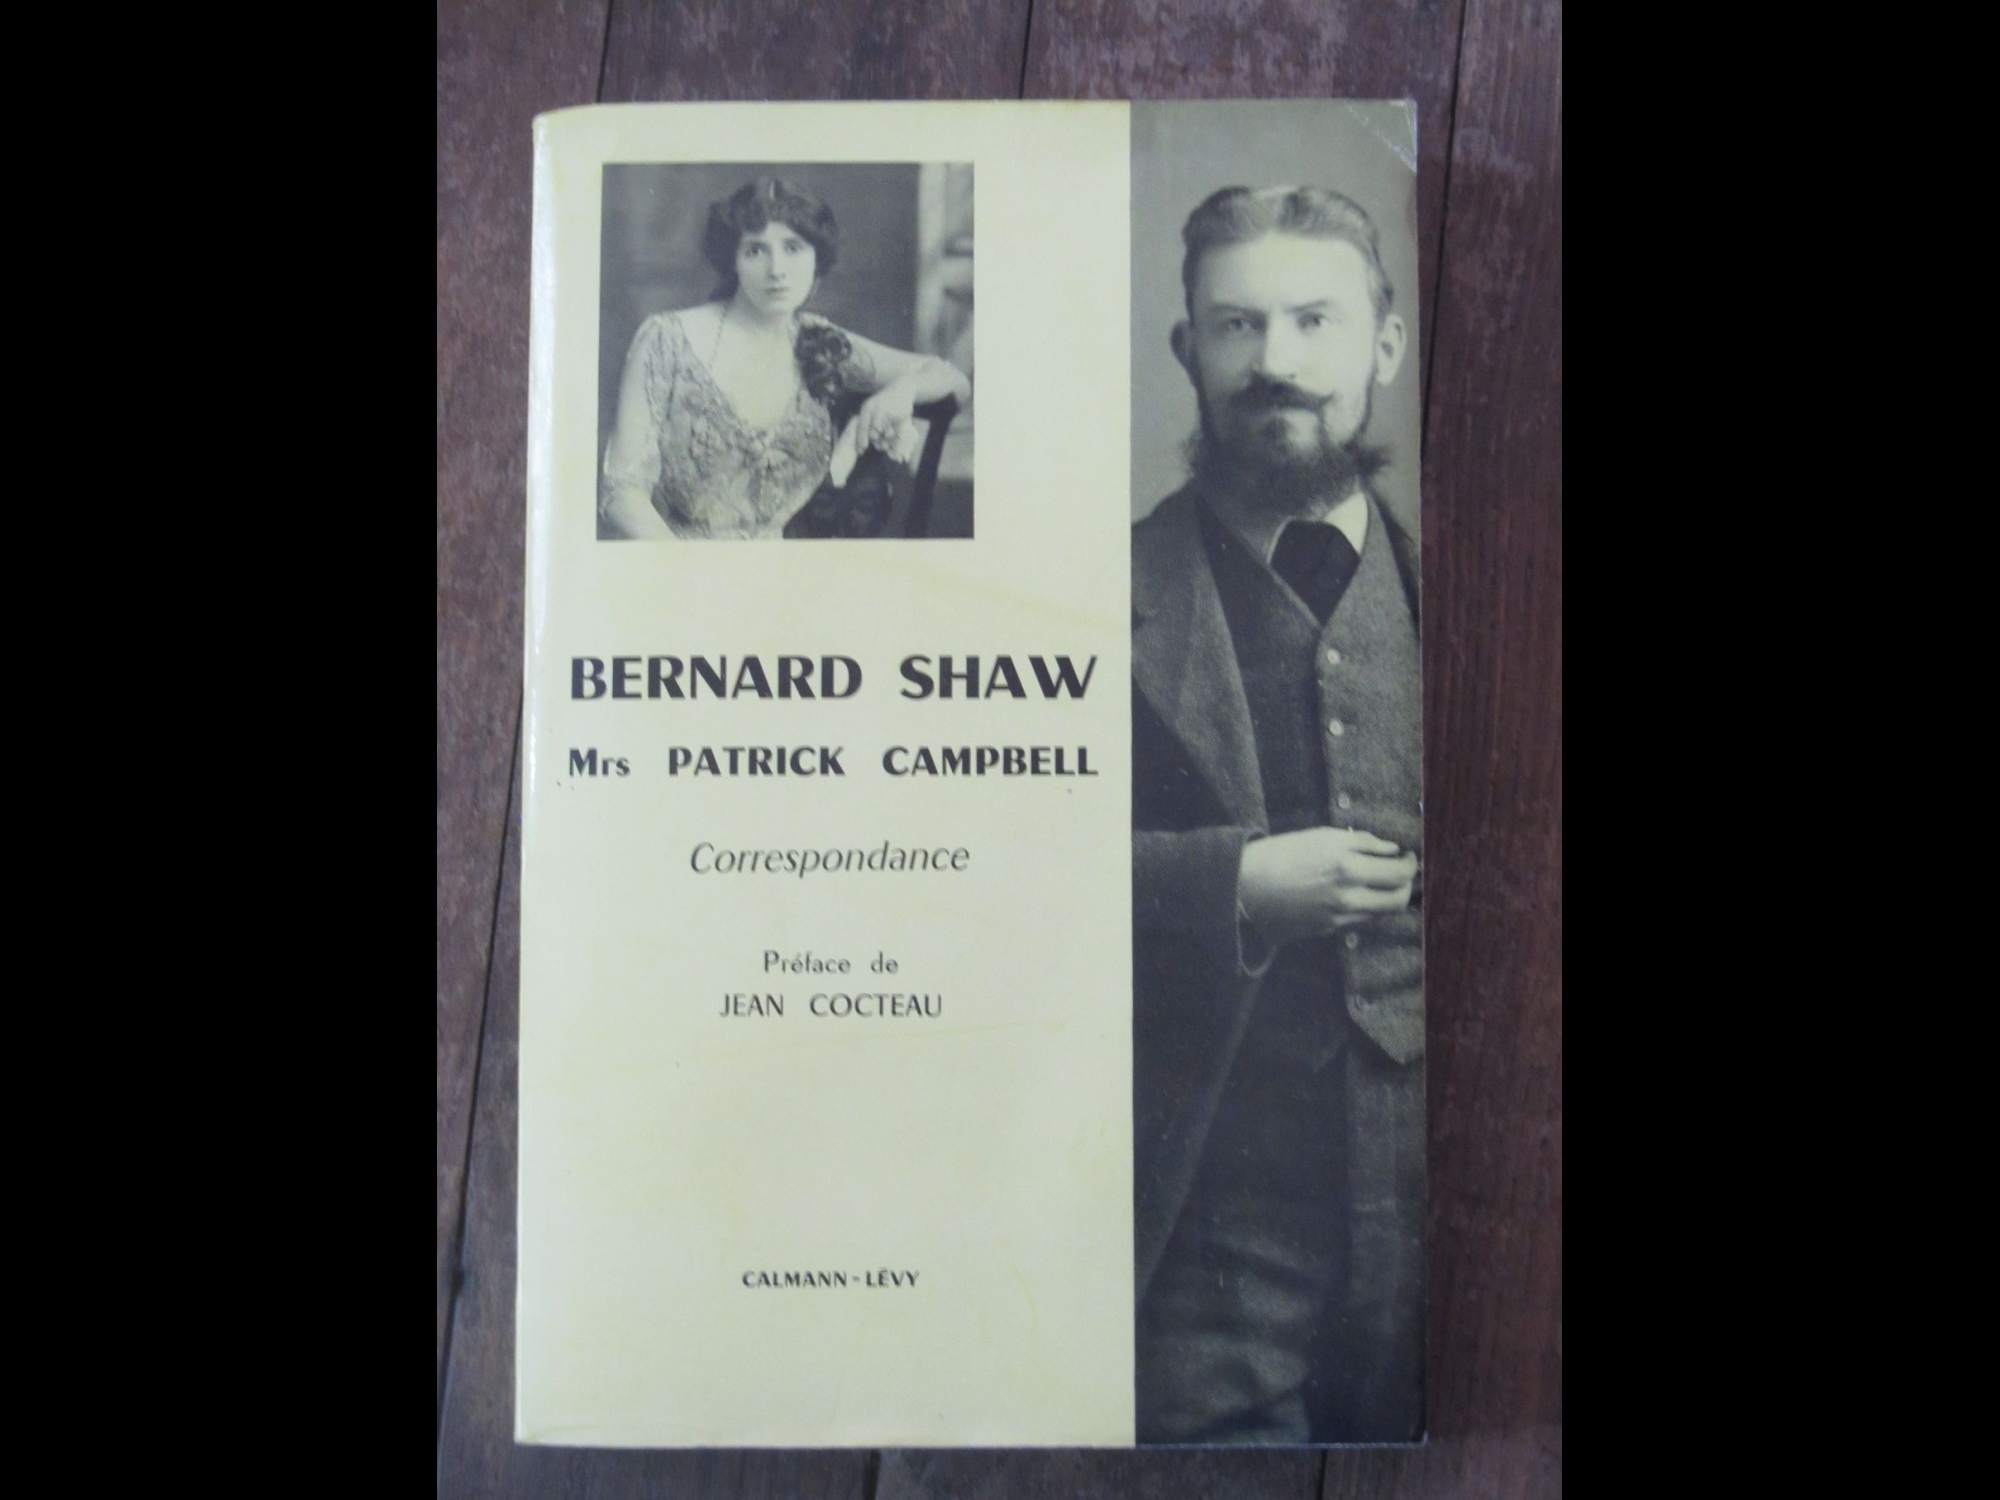 BERNARD SHAW
Mrs PATRICK CAMPBELL
Correspondance
Préface de
JEAN COCTEAU
CALMANN-LÉVY